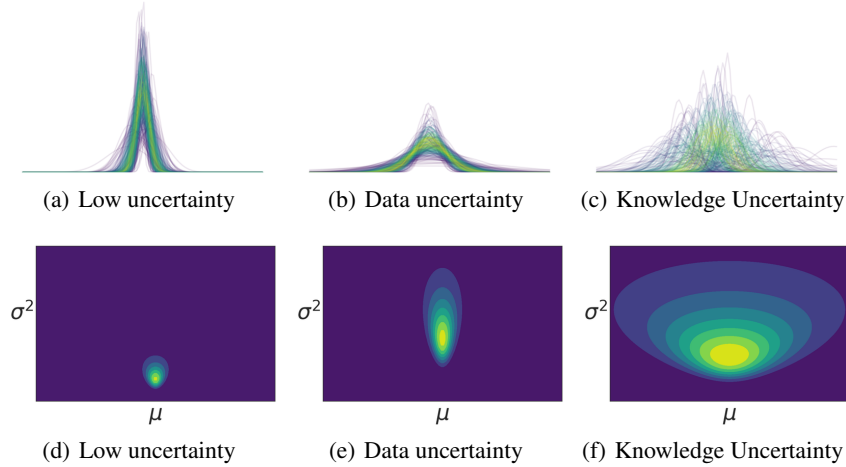 (a) Low uncertainty
(b) Data uncertainty
(c) Knowledge Uncertainty
σ²
μ
σ²
μ
σ²
μ
(d) Low uncertainty
(e) Data uncertainty
(f) Knowledge Uncertainty